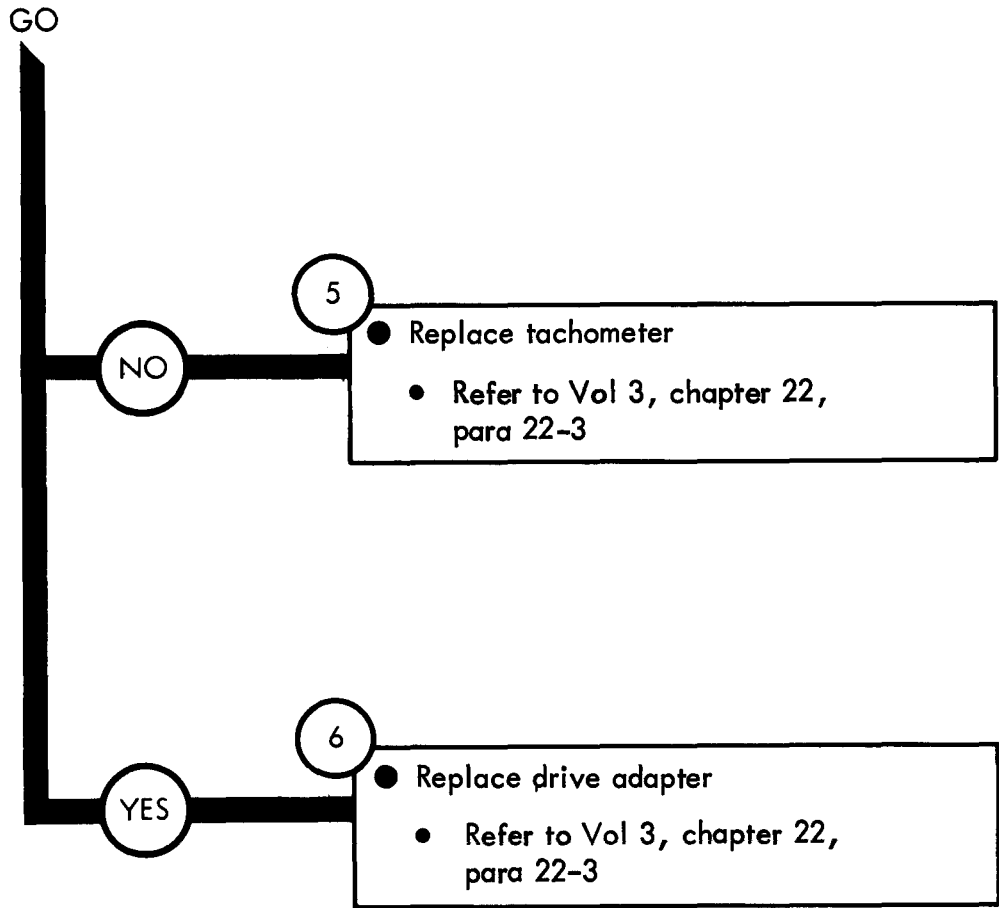 GO
5
● Replace tachometer
NO
● Refer to Vol 3, chapter 22,
para 22-3
6
● Replace drive adapter
YES
● Refer to Vol 3, chapter 22,
para 22-3